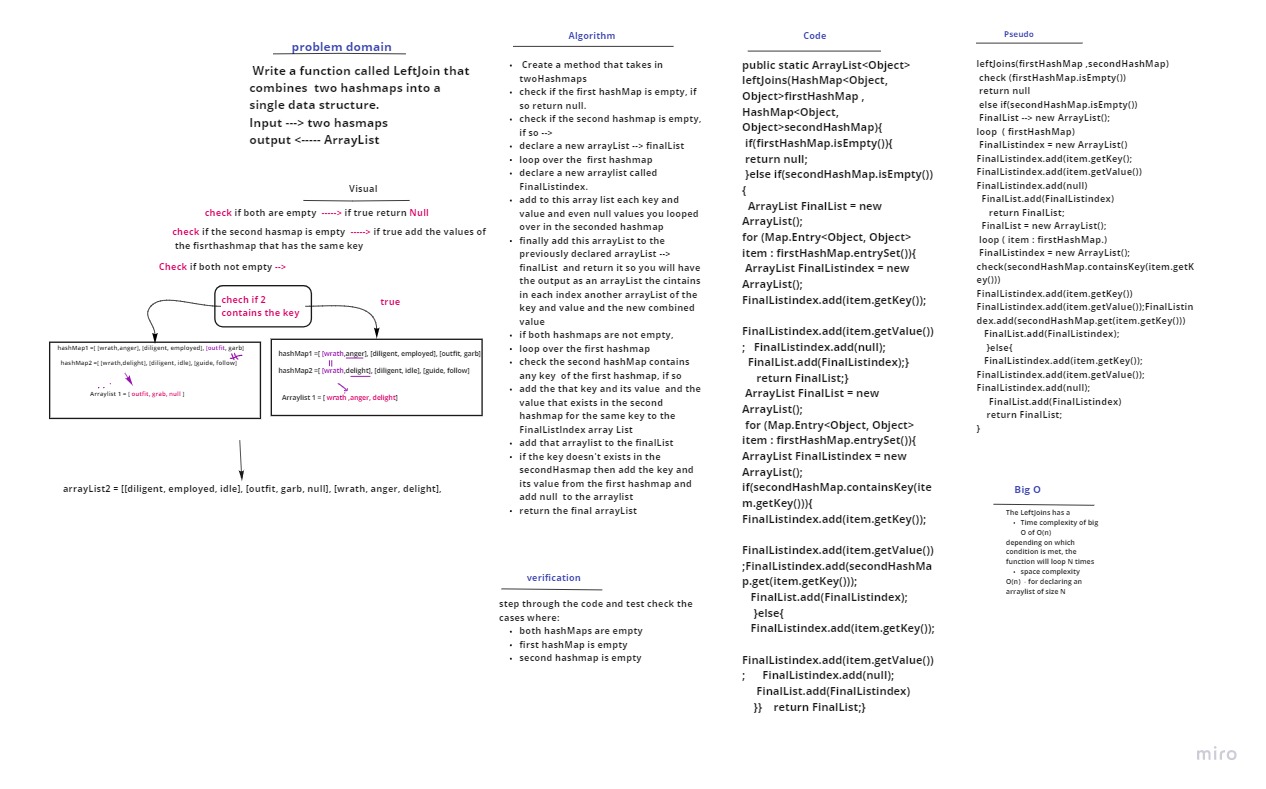 problem domain
Write a function called LeftJoin that
combines two hashmaps into a
single data structure.
Input ---> two hasmaps
output <----- ArrayList
Visual
check if both are empty -----> if true return Null
check if the second hasmap is empty -----> if true add the values of
the fisrthashmap that has the same key
Check if both not empty -->
chech if 2
contains the key
true
hashMap1 =[ [wrath,anger], [diligent, employed], [outfit, garb]
hashMap2 =[ [wrath,delight], [diligent, idle], [guide, follow]
Arraylist 1 = [ outfit, grab, null ]
hashMap1 =[ [wrath,anger], [diligent, employed], [outfit, garb]
hashMap2 =[ [wrath,delight], [diligent, idle], [guide, follow]
Arraylist 1 = [ wrath ,anger, delight]
arrayList2 = [[diligent, employed, idle], [outfit, garb, null], [wrath, anger, delight],
Algorithm
• Create a method that takes in
twoHashmaps
• check if the first hashMap is empty, if
so return null.
• check if the second hashmap is empty,
if so -->
• declare a new arrayList --> finalList
• loop over the first hashmap
• declare a new arraylist called
FinalListindex.
• add to this array list each key and
value and even null values you looped
over in the seconded hashmap
• finally add this arrayList to the
previously declared arrayList -->
finalList and return it so you will have
the output as an arrayList the cintains
in each index another arrayList of the
key and value and the new combined
value
• if both hashmaps are not empty,
• loop over the first hashmap
• check the second hashMap contains
any key of the first hashmap, if so
• add the that key and its value and the
value that exists in the second
hashmap for the same key to the
FinalListIndex array List
• add that arraylist to the finalList
• if the key doesn't exists in the
secondHasmap then add the key and
its value from the first hashmap and
add null to the arraylist
• return the final arrayList
verification
step through the code and test check the
cases where:
• both hashMaps are empty
• first hashMap is empty
• second hashmap is empty
Code
public static ArrayList<Object>
leftJoins(HashMap<Object,
Object>firstHashMap ,
HashMap<Object,
Object>secondHashMap){
if(firstHashMap.isEmpty()){
return null;
}else if(secondHashMap.isEmpty())
{
ArrayList FinalList = new
ArrayList();
for (Map.Entry<Object, Object>
item : firstHashMap.entrySet()){
ArrayList FinalListindex = new
ArrayList();
FinalListindex.add(item.getKey());
FinalListindex.add(item.getValue())
; FinalListindex.add(null);
FinalList.add(FinalListindex);}
return FinalList;}
ArrayList FinalList = new
ArrayList();
for (Map.Entry<Object, Object>
item : firstHashMap.entrySet()){
ArrayList FinalListindex = new
ArrayList();
if(secondHashMap.containsKey(ite
m.getKey())){
FinalListindex.add(item.getKey());
FinalListindex.add(item.getValue())
;FinalListindex.add(secondHashMa
p.get(item.getKey()));
FinalList.add(FinalListindex);
}else{
FinalListindex.add(item.getKey());
FinalListindex.add(item.getValue())
; FinalListindex.add(null);
FinalList.add(FinalListindex)
}} return FinalList;}
Pseudo
leftJoins(firstHashMap ,secondHashMap)
check (firstHashMap.isEmpty())
return null
else if(secondHashMap.isEmpty())
FinalList --> new ArrayList();
loop ( firstHashMap)
FinalListindex = new ArrayList()
FinalListindex.add(item.getKey();
FinalListindex.add(item.getValue())
FinalListindex.add(null)
FinalList.add(FinalListindex)
return FinalList;
FinalList = new ArrayList();
loop ( item : firstHashMap.)
FinalListindex = new ArrayList();
check(secondHashMap.containsKey(item.getK
ey()))
FinalListindex.add(item.getKey())
FinalListindex.add(item.getValue());FinalListin
dex.add(secondHashMap.get(item.getKey()))
FinalList.add(FinalListindex);
}else{
FinalListindex.add(item.getKey());
FinalListindex.add(item.getValue());
FinalListindex.add(null);
FinalList.add(FinalListindex)
return FinalList;
}
Big O
The LeftJoins has a
• Time complexity of big
O of O(n)
depending on which
condition is met, the
function will loop N times
• space complexity
O(n) - for declaring an
arraylist of size N
miro